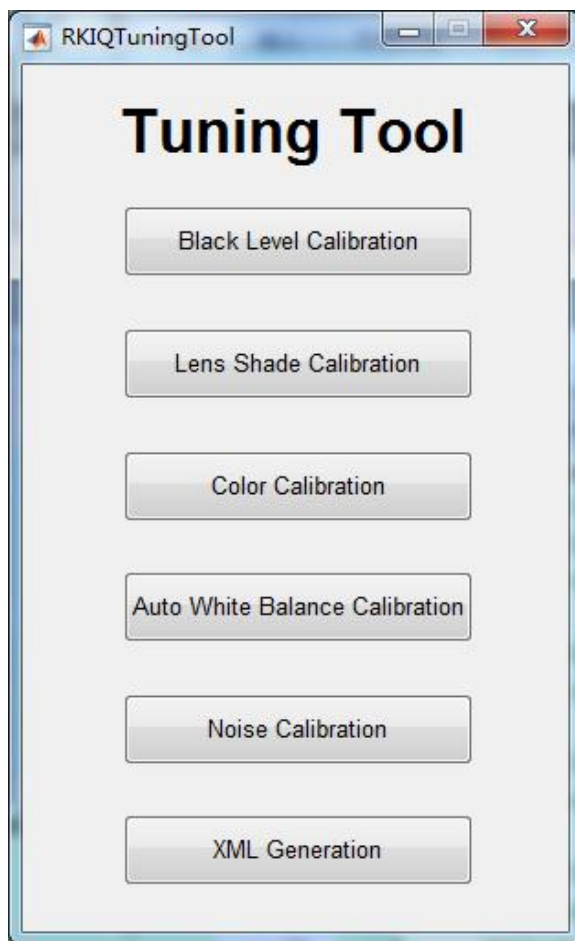 RKIQTuningTool
Tuning Tool
Black Level Calibration
Lens Shade Calibration
Color Calibration
Auto White Balance Calibration
Noise Calibration
XML Generation